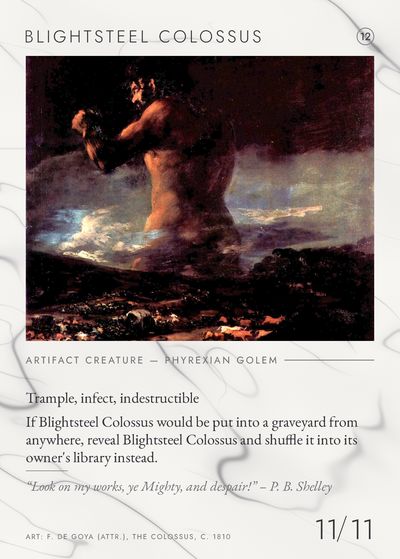 BLIGHTSTEEL COLOSSUS 12
ARTIFACT CREATURE — PHYREXIAN GOLEM
Trample, infect, indestructible
If Blightsteel Colossus would be put into a graveyard from
anywhere, reveal Blightsteel Colossus and shuffle it into its
owner's library instead.
“Look on my works, ye Mighty, and despair!” – P. B. Shelley
ART: F. DE GOYA (ATTR.), THE COLOSSUS, C. 1810
11/11